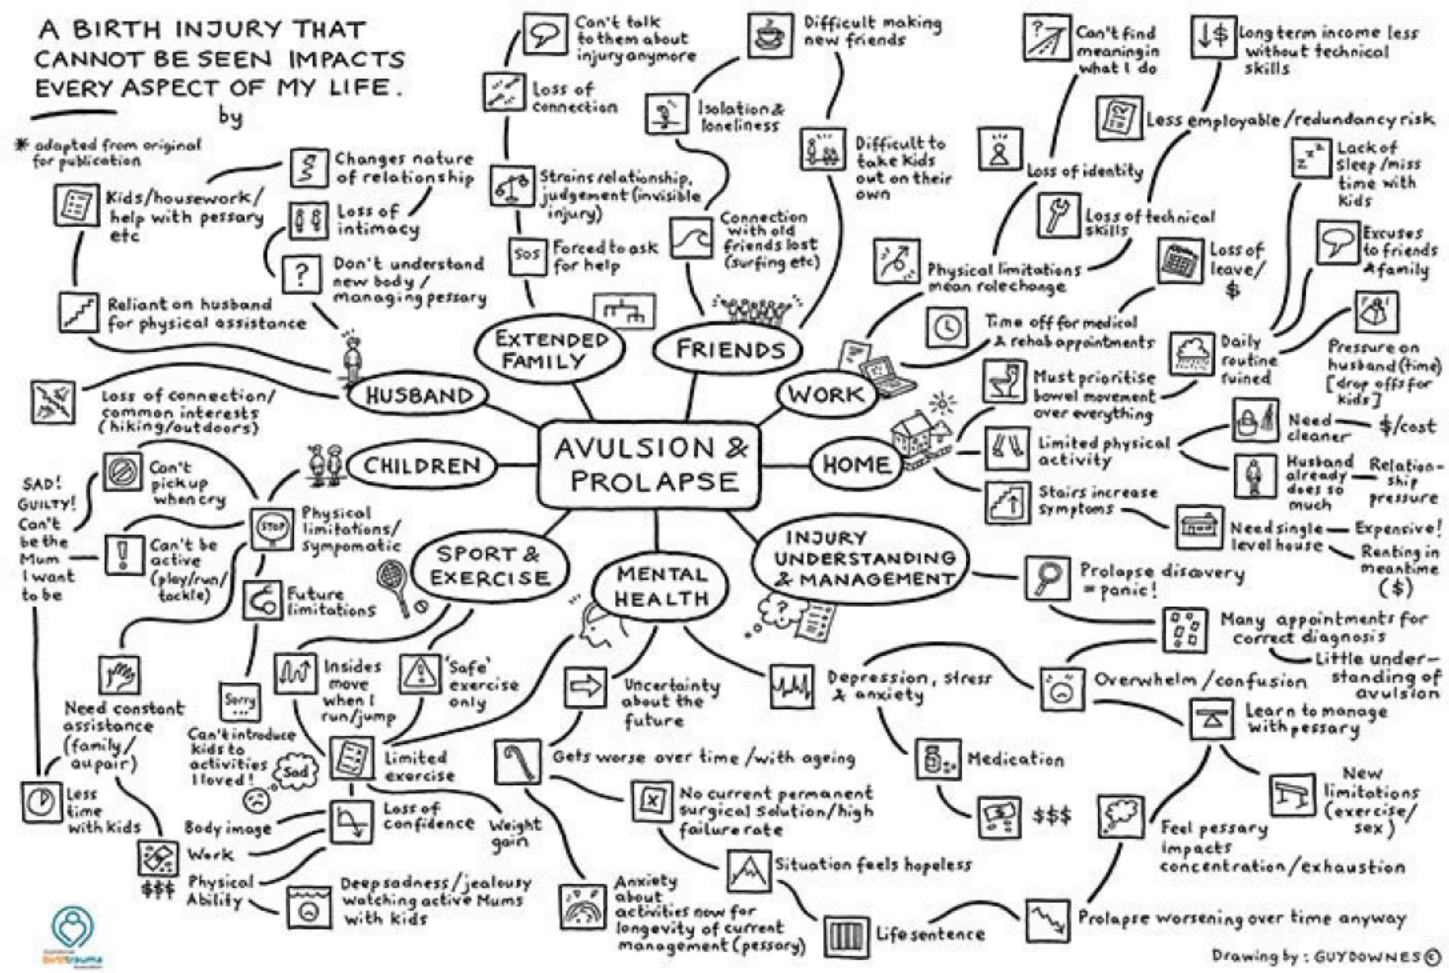 A BIRTH INJURY THAT
CANNOT BE SEEN IMPACTS
EVERY ASPECT OF MY LIFE.
by
* adapted from original
for publication
AVULSION &
PROLAPSE
HUSBAND
Don't understand
new body /
managing pessary
Loss of
intimacy
Changes nature
of relationship
Kids/housework/
help with pessary
etc
Reliant on husband
for physical assistance
Loss of connection/
common interests
(hiking/outdoors)
EXTENDED
FAMILY
SOS
Forced to ask
for help
Strains relationship,
judgement (invisible
injury)
Loss of
connection
Can't talk
to them about
injury anymore
FRIENDS
Connection
with old
friends lost
(surfing etc)
Isolation &
loneliness
Difficult making
new friends
Difficult to
take kids
out on their
own
WORK
Physical limitations
mean role change
Loss of identity
?
Can't find
meaning in
what I do
Loss of technical
skills
Less employable/redundancy risk
$
Long term income less
without technical
skills
Time off for medical
& rehab appointments
Loss of
leave/
$
HOME
Must prioritise
bowel movement
over everything
Daily
routine
ruined
zzz
Lack of
sleep/miss
time with
kids
Excuses
to friends
& family
Pressure on
husband (time)
[drop offs for
kids]
Limited physical
activity
Need
cleaner
$/cost
Husband
already
does so
much
Relation-
ship
pressure
Stairs increase
symptoms
Need single
level house
Expensive!
Renting in
meantime
($)
CHILDREN
STOP
Physical
limitations/
sympomatic
Can't
pick up
when cry
Can't be
active
(play/run/
tackle)
SAD!
GUILTY!
Can't
be the
Mum
I want
to be
Future
limitations
Sorry
...
Can't introduce
kids to
activities
I loved!
Sad
Need constant
assistance
(family/
aupair)
Less
time
with kids
$$$
SPORT &
EXERCISE
Insides
move
when I
run/jump
'Safe'
exercise
only
Limited
exercise
Loss of
confidence
Weight
gain
Body image
Work
Physical
Ability
Deep sadness/jealousy
watching active Mums
with kids
MENTAL
HEALTH
Uncertainty
about the
future
Gets worse over time/with ageing
No current permanent
surgical solution/high
failure rate
Situation feels hopeless
Life sentence
Prolapse worsening over time anyway
Anxiety
about
activities now for
longevity of current
management (pessary)
Depression, stress
& anxiety
Medication
$$$
INJURY
UNDERSTANDING
& MANAGEMENT
?
Prolapse discovery
= panic!
Many appointments for
correct diagnosis
Little under-
standing of
avulsion
Overwhelm/confusion
Learn to manage
with pessary
New
limitations
(exercise/
sex)
Feel pessary
impacts
concentration/exhaustion
birthtrauma
Drawing by: GUY DOWNES ©